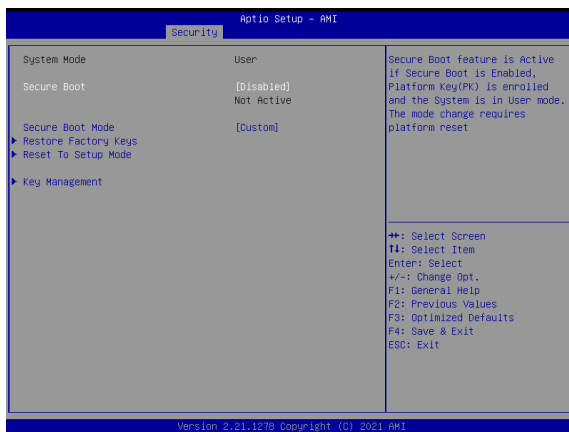 Aptio Setup – AMI
Security
System Mode User
Secure Boot [Disabled]
Not Active
Secure Boot Mode [Custom]
Restore Factory Keys
Reset To Setup Mode
Key Management
Secure Boot feature is Active
if Secure Boot is Enabled,
Platform Key(PK) is enrolled
and the System is in User mode.
The mode change requires
platform reset
→←: Select Screen
↑↓: Select Item
Enter: Select
+/-: Change Opt.
F1: General Help
F2: Previous Values
F3: Optimized Defaults
F4: Save & Exit
ESC: Exit
Version 2.21.1278 Copyright (C) 2021 AMI